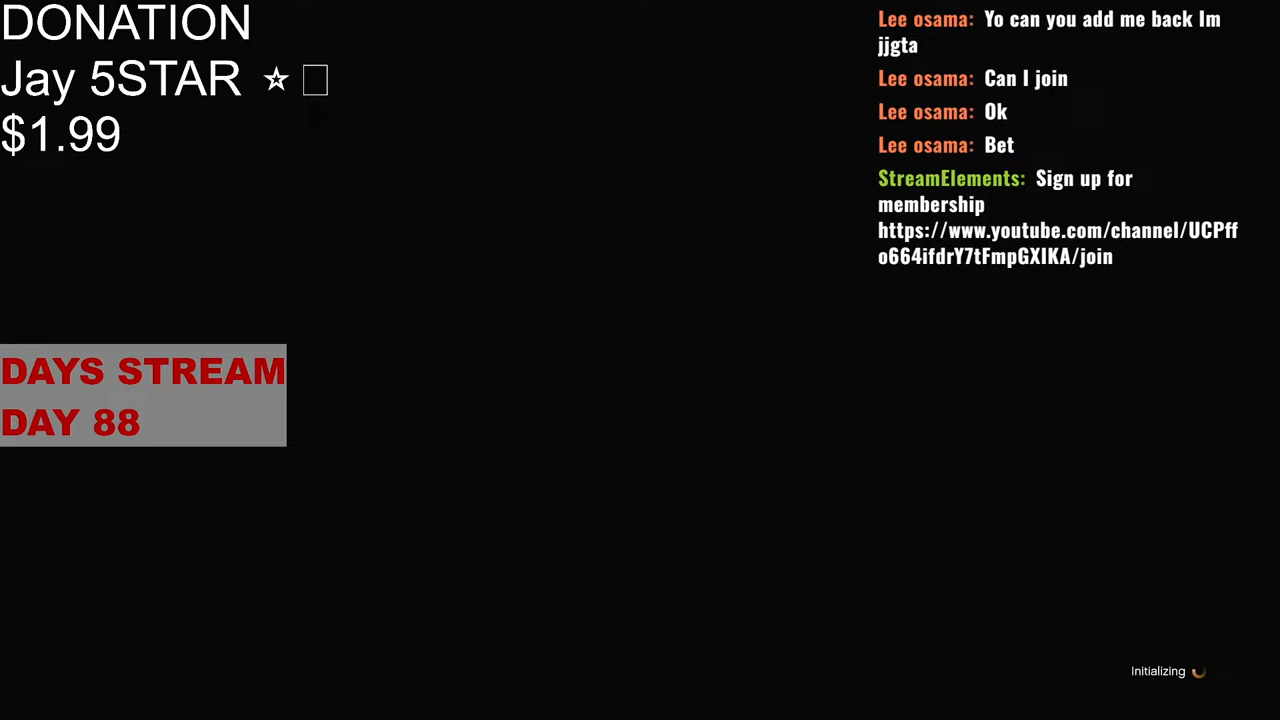 DONATION
Jay 5STAR ☆
$1.99
DAYS STREAM
DAY 88
Lee osama: Yo can you add me back Im
jjgta
Lee osama: Can I join
Lee osama: Ok
Lee osama: Bet
StreamElements: Sign up for
membership
https://www.youtube.com/channel/UCPff
o664ifdrY7tFmpGXIKA/join
Initializing